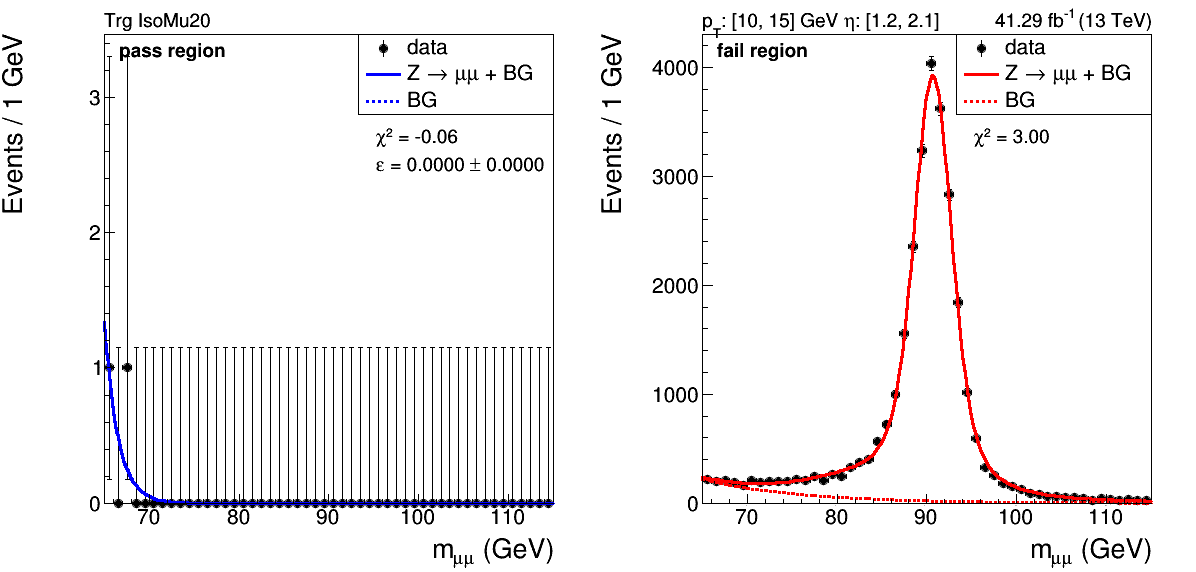 Trg IsoMu20
pass region
data
Z → μμ + BG
BG
χ² = -0.06
ε = 0.0000 ± 0.0000
Events / 1 GeV
3
2
1
0
70
80
90
100
110
mμμ (GeV)
pT: [10, 15] GeV η: [1.2, 2.1]
41.29 fb⁻¹ (13 TeV)
fail region
data
Z → μμ + BG
BG
χ² = 3.00
Events / 1 GeV
4000
3000
2000
1000
0
70
80
90
100
110
mμμ (GeV)